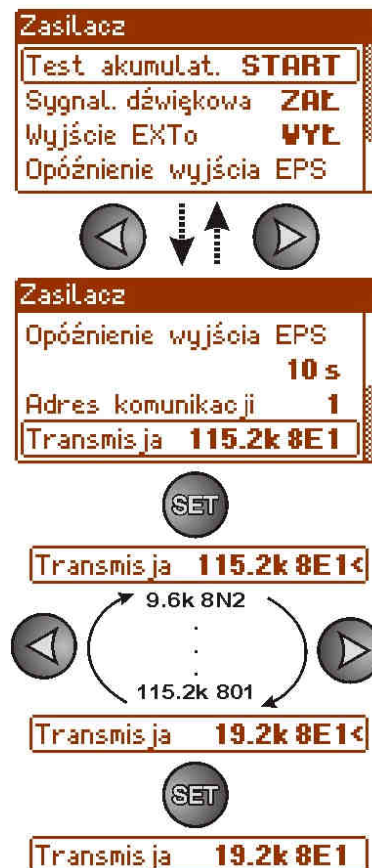 Zasilacz
Test akumulat. START
Sygnal. dźwiękowa ZAŁ
Wyjście EXTo WYŁ
Opóźnienie wyjścia EPS
Zasilacz
Opóźnienie wyjścia EPS
10 s
Adres komunikacji 1
Transmisja 115.2k 8E1
SET
Transmisja 115.2k 8E1<
9.6k 8N2
.
.
.
115.2k 8O1
Transmisja 19.2k 8E1<
SET
Transmisja 19.2k 8E1